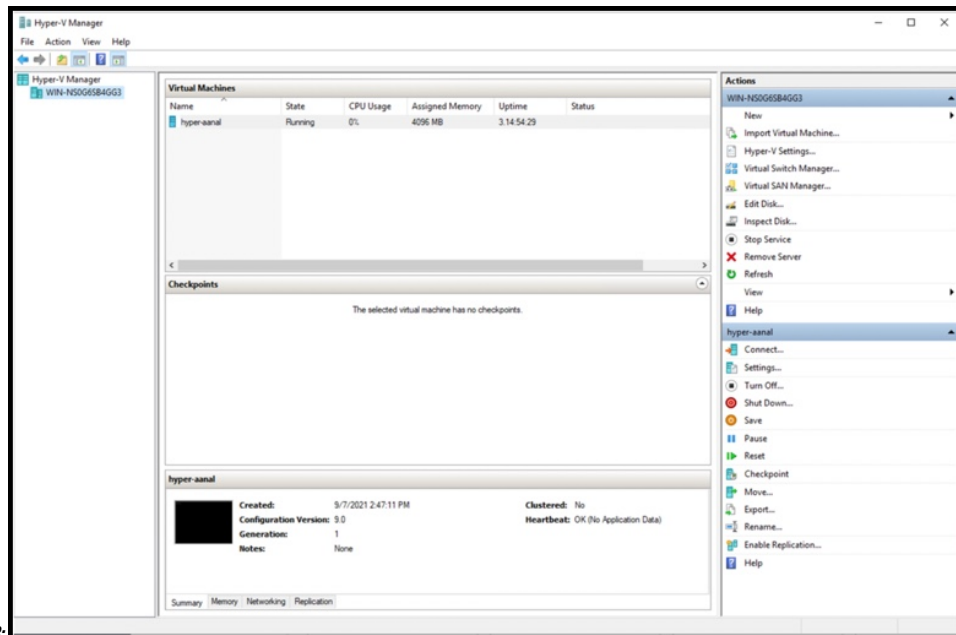 Hyper-V Manager
File Action View Help
Hyper-V Manager
WIN-NS0G6SB4GG3
Virtual Machines
Name State CPU Usage Assigned Memory Uptime Status
hyper-aanal Running 0% 4096 MB 3.14:54:29
Checkpoints
The selected virtual machine has no checkpoints.
hyper-aanal
Created: 9/7/2021 2:47:11 PM Clustered: No
Configuration Version: 9.0 Heartbeat: OK (No Application Data)
Generation: 1
Notes: None
Summary Memory Networking Replication
Actions
WIN-NS0G6SB4GG3
New
Import Virtual Machine...
Hyper-V Settings...
Virtual Switch Manager...
Virtual SAN Manager...
Edit Disk...
Inspect Disk...
Stop Service
Remove Server
Refresh
View
Help
hyper-aanal
Connect...
Settings...
Turn Off...
Shut Down...
Save
Pause
Reset
Checkpoint
Move...
Export...
Rename...
Enable Replication...
Help